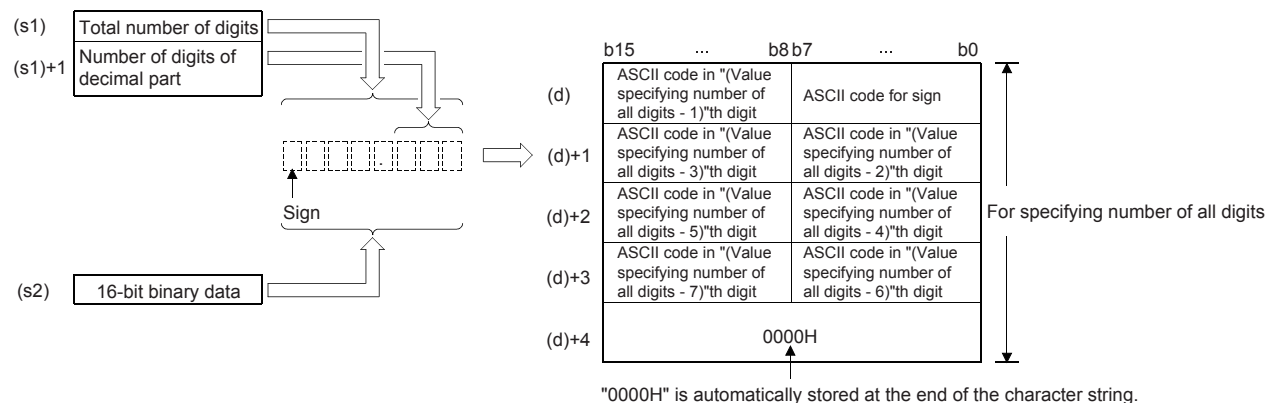 (s1) Total number of digits
(s1)+1 Number of digits of
decimal part
.
Sign
(s2) 16-bit binary data
b15 ... b8 b7 ... b0
(d)
ASCII code in "(Value
specifying number of
all digits - 1)"th digit
ASCII code for sign
(d)+1
ASCII code in "(Value
specifying number of
all digits - 3)"th digit
ASCII code in "(Value
specifying number of
all digits - 2)"th digit
(d)+2
ASCII code in "(Value
specifying number of
all digits - 5)"th digit
ASCII code in "(Value
specifying number of
all digits - 4)"th digit
(d)+3
ASCII code in "(Value
specifying number of
all digits - 7)"th digit
ASCII code in "(Value
specifying number of
all digits - 6)"th digit
(d)+4 0000H
For specifying number of all digits
"0000H" is automatically stored at the end of the character string.